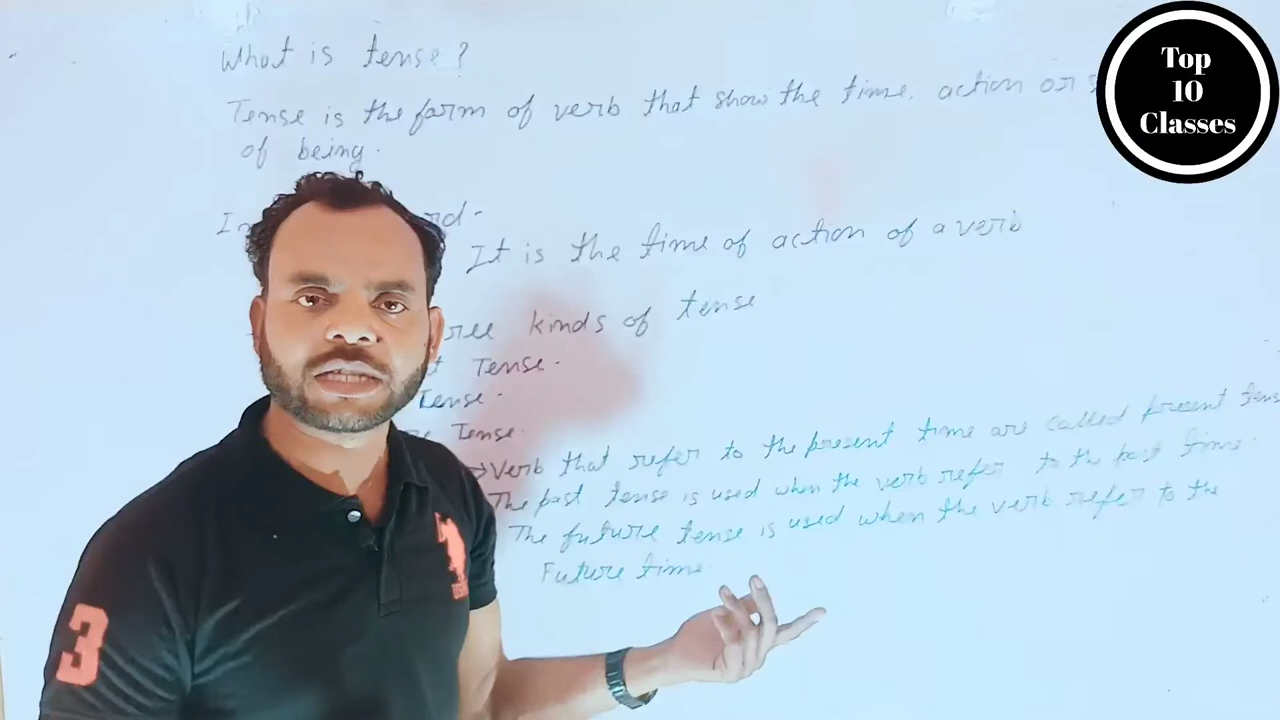 What is tense?
Tense is the form of verb that show the time. action or
of being.
It is the time of action of a verb
kinds of tense
Tense.
Tense.
Tense.
→ Verb that refer to the present time are called present tens
The past tense is used when the verb refer to the past time.
The future tense is used when the verb refer to the
Future time.
Top
10
Classes